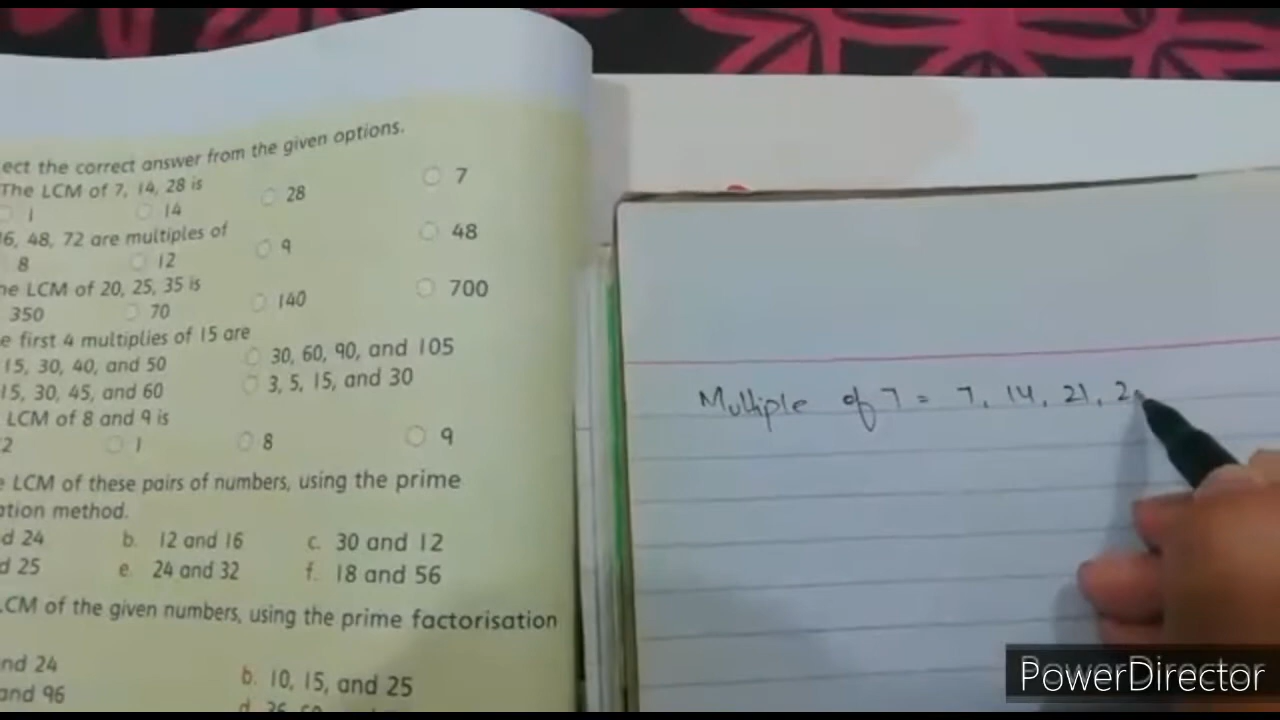 ect the correct answer from the given options.
The LCM of 7, 14, 28 is
1 14 28 7
6, 48, 72 are multiples of
8 12 9 48
he LCM of 20, 25, 35 is
350 70 140 700
e first 4 multiplies of 15 are
15, 30, 40, and 50 30, 60, 90, and 105
15, 30, 45, and 60 3, 5, 15, and 30
LCM of 8 and 9 is
2 1 8 9
e LCM of these pairs of numbers, using the prime
ation method.
d 24 b. 12 and 16 c. 30 and 12
d 25 e. 24 and 32 f. 18 and 56
LCM of the given numbers, using the prime factorisation
nd 24 b. 10, 15, and 25
and 96 d.
Multiple of 7 = 7, 14, 21, 2
PowerDirector